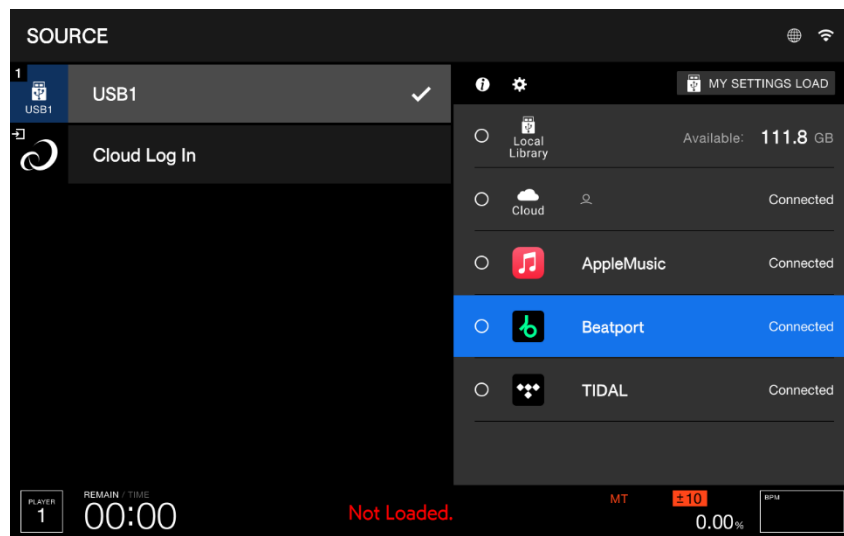 SOURCE
1
USB1
USB1
Cloud Log In
MY SETTINGS LOAD
Local
Library
Available: 111.8 GB
Cloud
Connected
AppleMusic
Connected
Beatport
Connected
TIDAL
Connected
PLAYER
1
REMAIN / TIME
00:00
Not Loaded.
MT
±10
0.00%
BPM